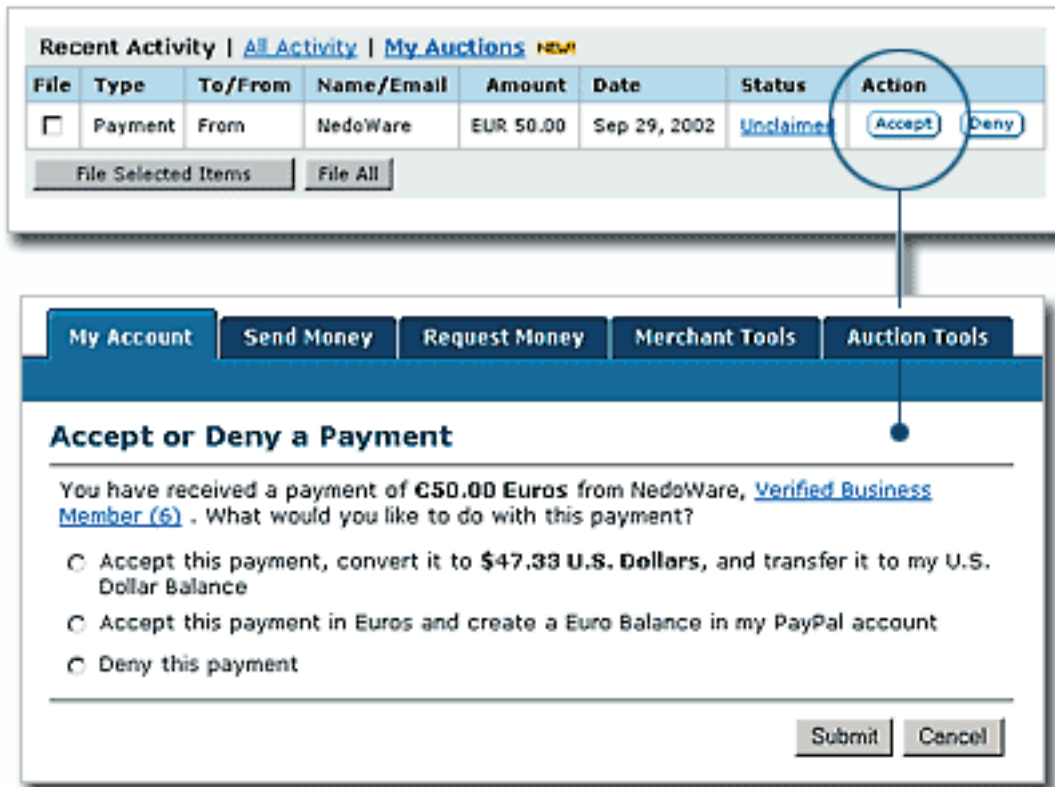 Recent Activity | All Activity | My Auctions NEW!
File Type To/From Name/Email Amount Date Status Action
Payment From NedoWare EUR 50.00 Sep 29, 2002 Unclaimed Accept Deny
File Selected Items File All
My Account Send Money Request Money Merchant Tools Auction Tools
Accept or Deny a Payment
You have received a payment of €50.00 Euros from NedoWare, Verified Business
Member (6) . What would you like to do with this payment?
Accept this payment, convert it to $47.33 U.S. Dollars, and transfer it to my U.S.
Dollar Balance
Accept this payment in Euros and create a Euro Balance in my PayPal account
Deny this payment
Submit Cancel